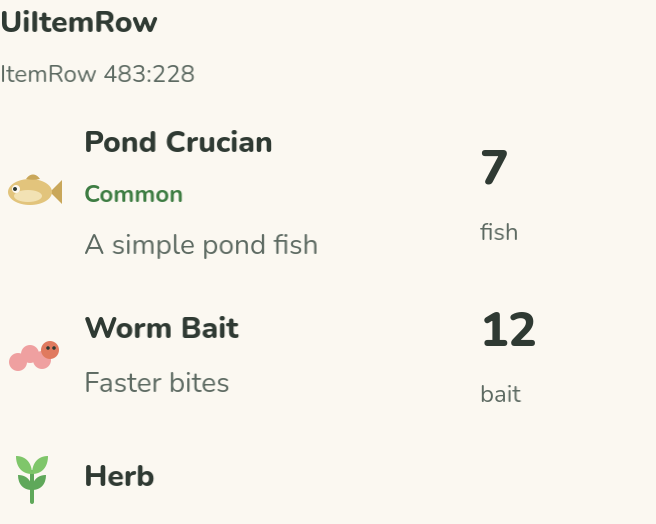 UiItemRow
ItemRow 483:228
Pond Crucian
Common
A simple pond fish
7
fish
Worm Bait
Faster bites
12
bait
Herb